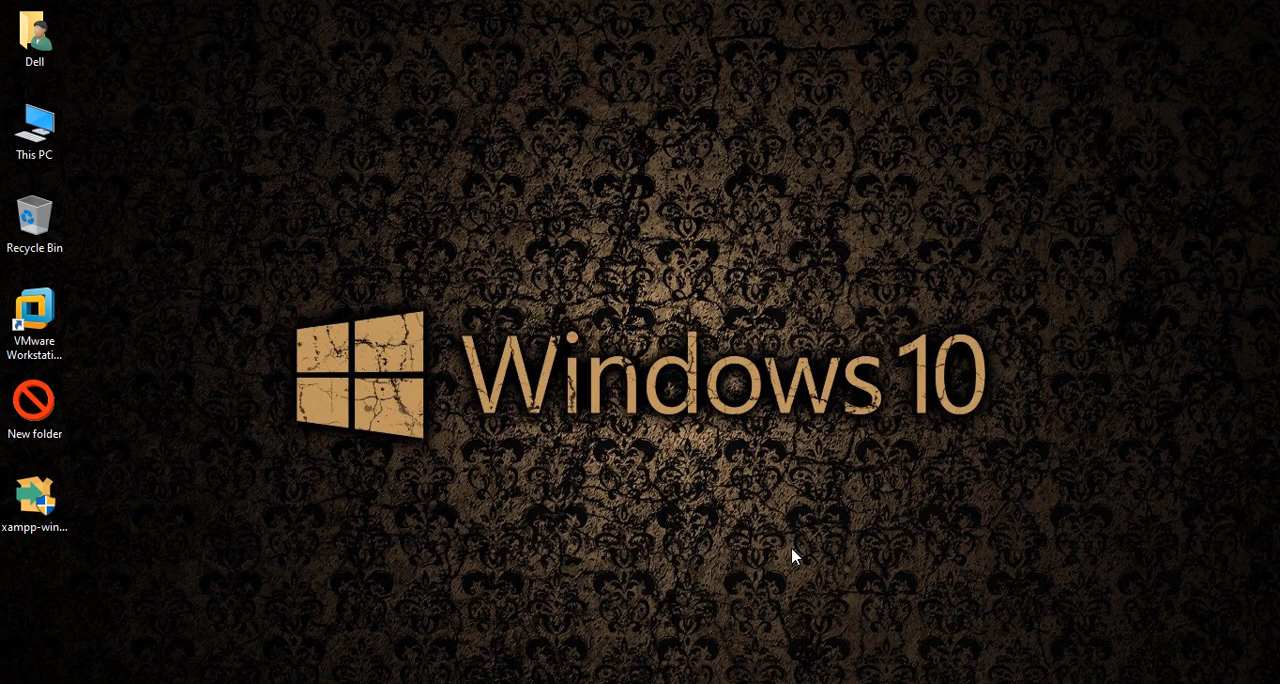 Dell
This PC
Recycle Bin
VMware
Workstati...
New folder
xampp-win...
Windows 10